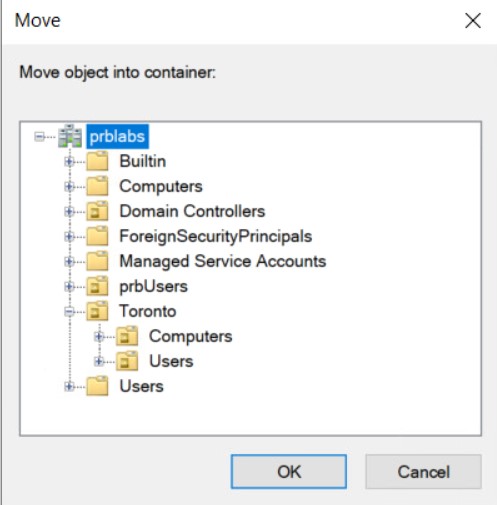 Move
Move object into container:
prblabs
Builtin
Computers
Domain Controllers
ForeignSecurityPrincipals
Managed Service Accounts
prbUsers
Toronto
Computers
Users
Users
OK
Cancel